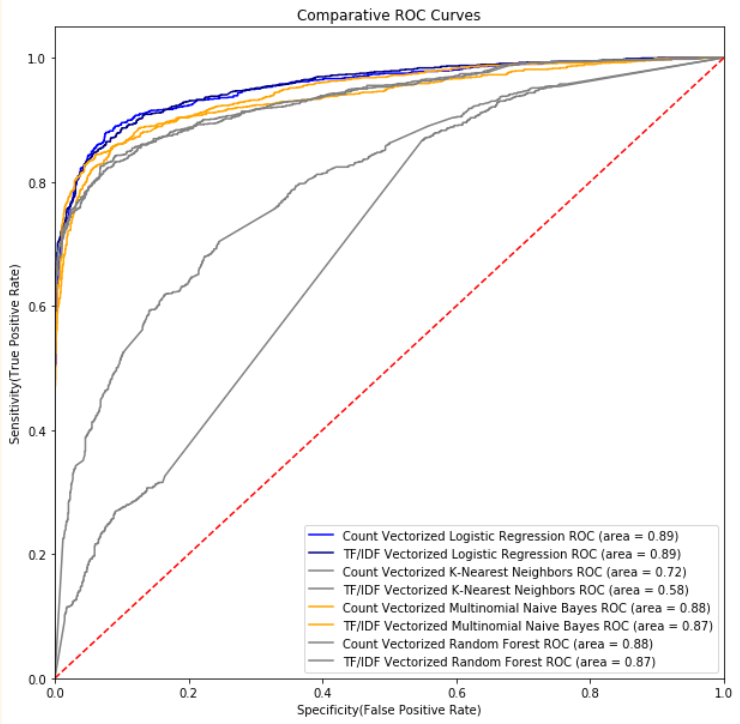 Comparative ROC Curves
1.0
0.8
0.6
0.4
0.2
0.0
Sensitivity(True Positive Rate)
Count Vectorized Logistic Regression ROC (area = 0.89)
TF/IDF Vectorized Logistic Regression ROC (area = 0.89)
Count Vectorized K-Nearest Neighbors ROC (area = 0.72)
TF/IDF Vectorized K-Nearest Neighbors ROC (area = 0.58)
Count Vectorized Multinomial Naive Bayes ROC (area = 0.88)
TF/IDF Vectorized Multinomial Naive Bayes ROC (area = 0.87)
Count Vectorized Random Forest ROC (area = 0.88)
TF/IDF Vectorized Random Forest ROC (area = 0.87)
0.0 0.2 0.4 0.6 0.8 1.0
Specificity(False Positive Rate)